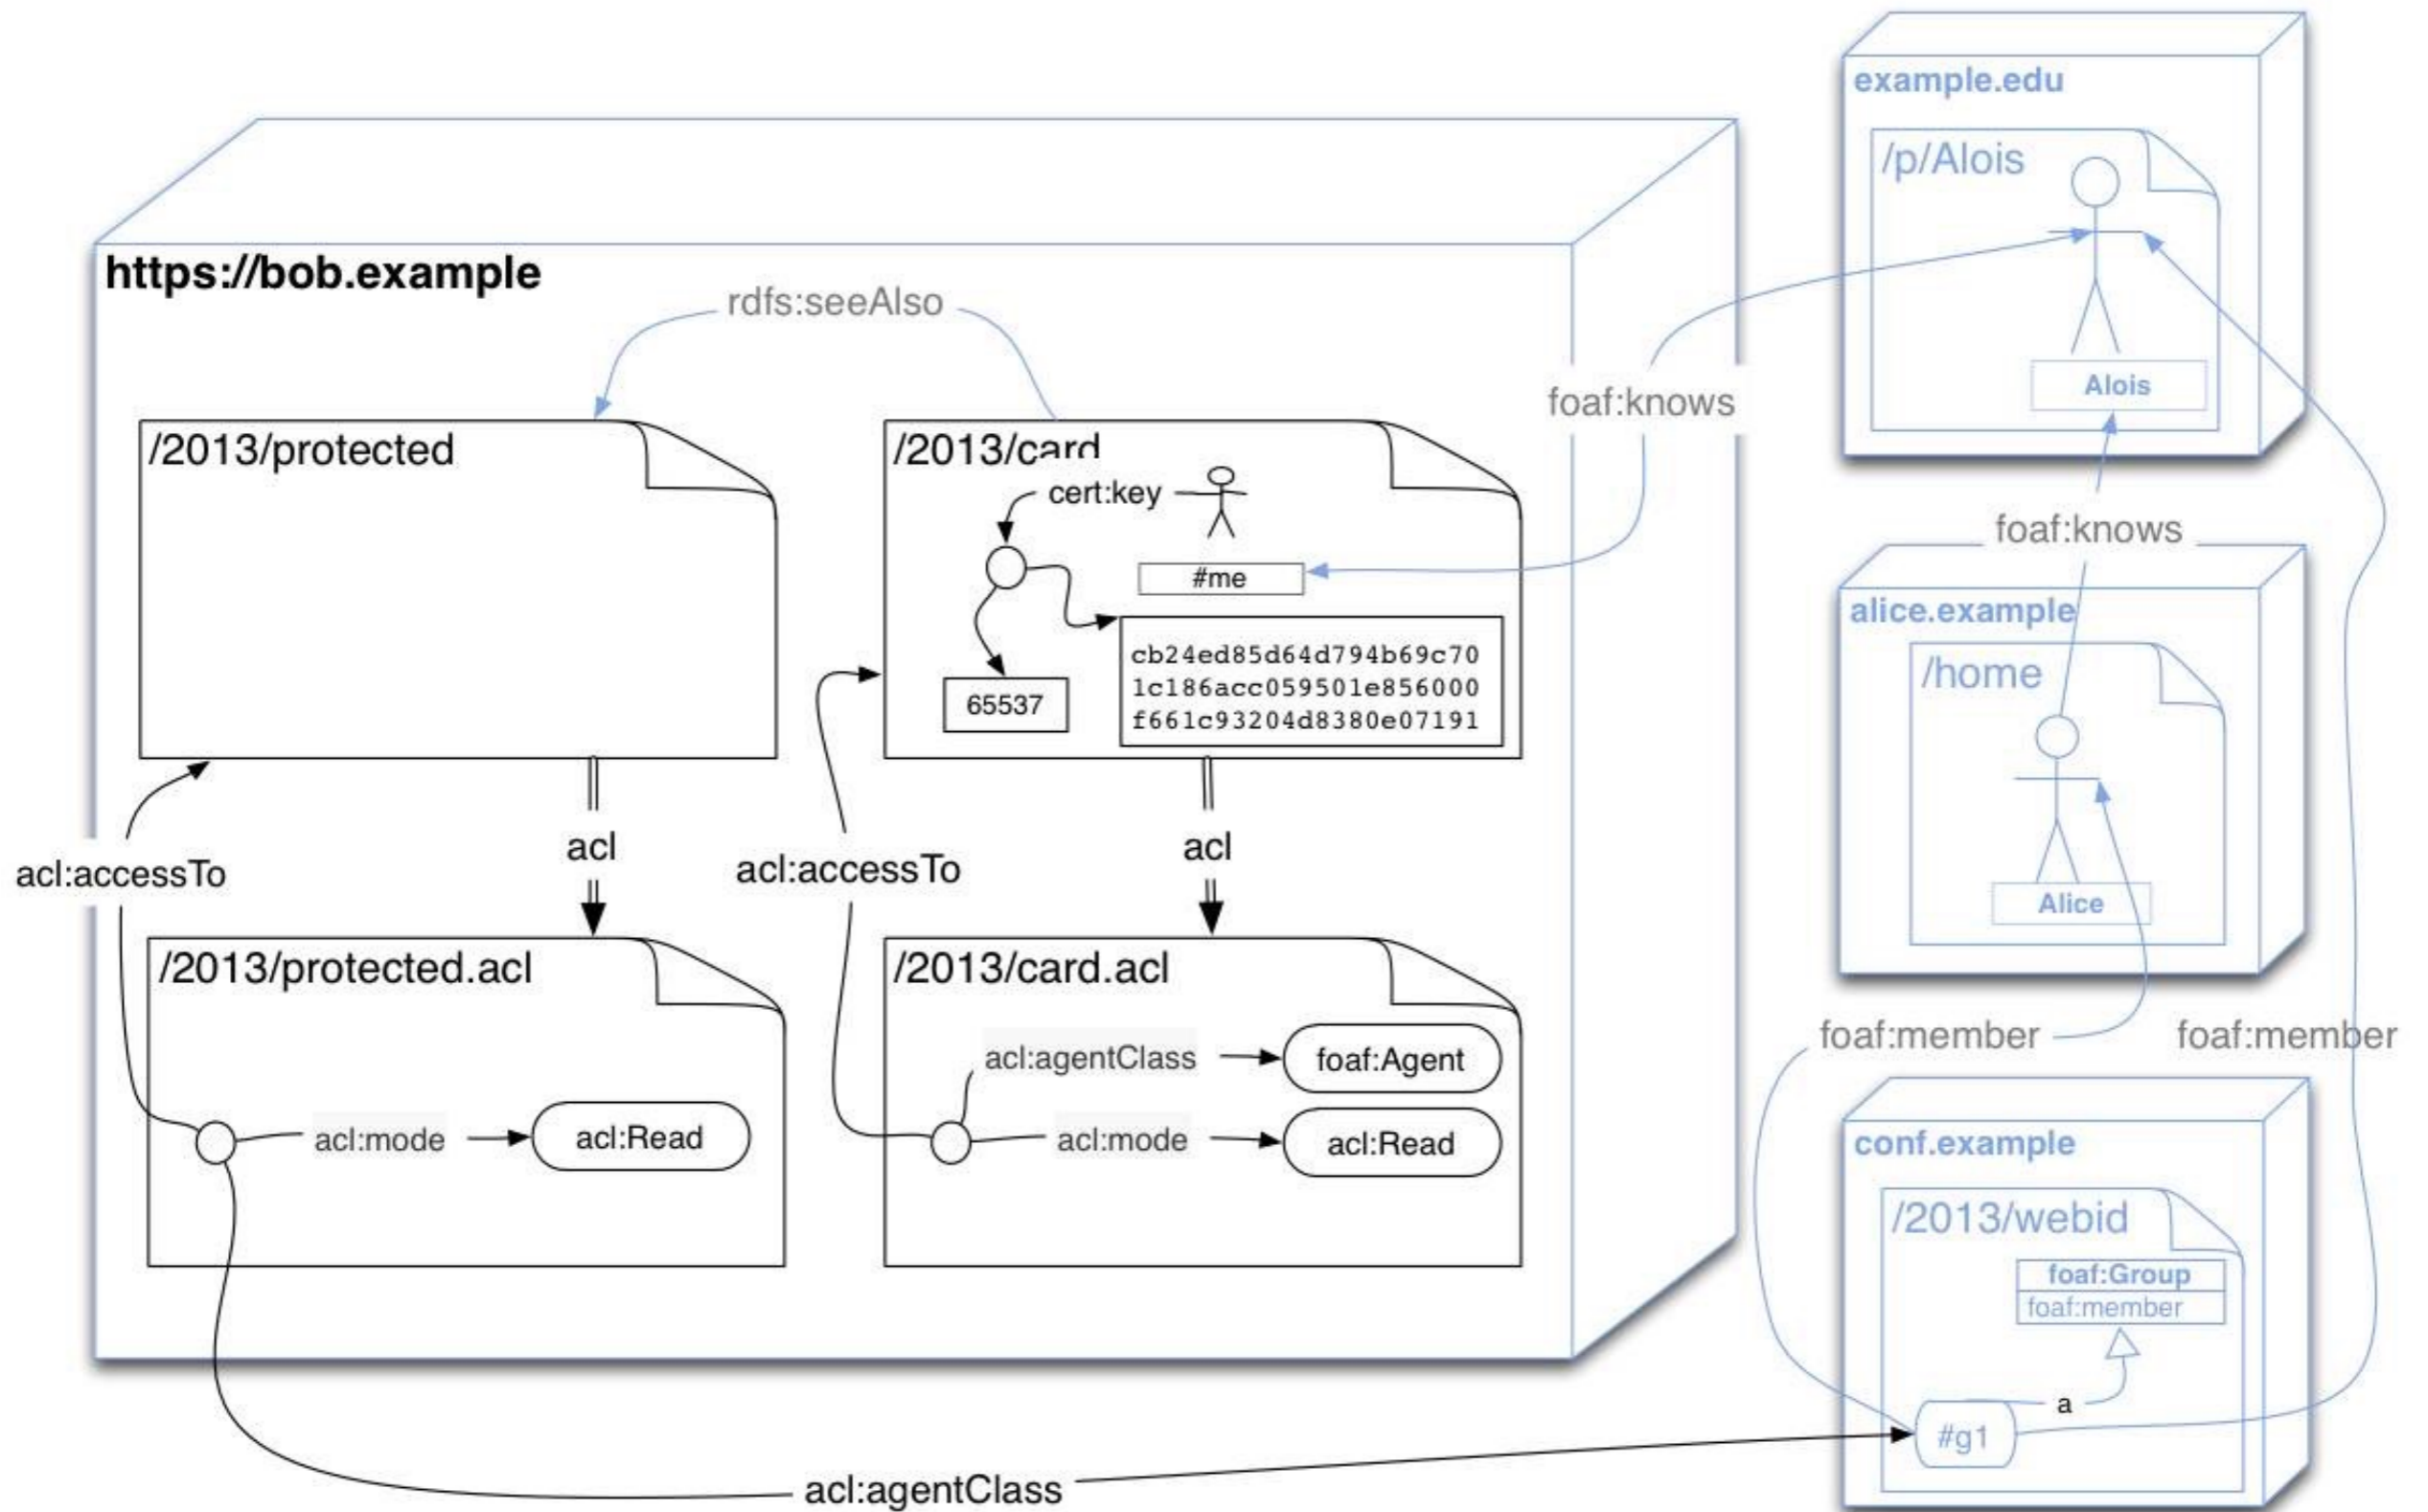 example.edu
/p/Alois
Alois
https://bob.example
rdfs:seeAlso
foaf:knows
/2013/protected
/2013/card
cert:key
#me
65537
cb24ed85d64d794b69c70
1c186acc059501e856000
f661c93204d8380e07191
foaf:knows
alice.example
/home
Alice
acl:accessTo
acl
acl:accessTo
acl
/2013/protected.acl
acl:mode
acl:Read
/2013/card.acl
acl:agentClass
foaf:Agent
acl:mode
acl:Read
foaf:member
foaf:member
conf.example
/2013/webid
foaf:Group
foaf:member
a
#g1
acl:agentClass